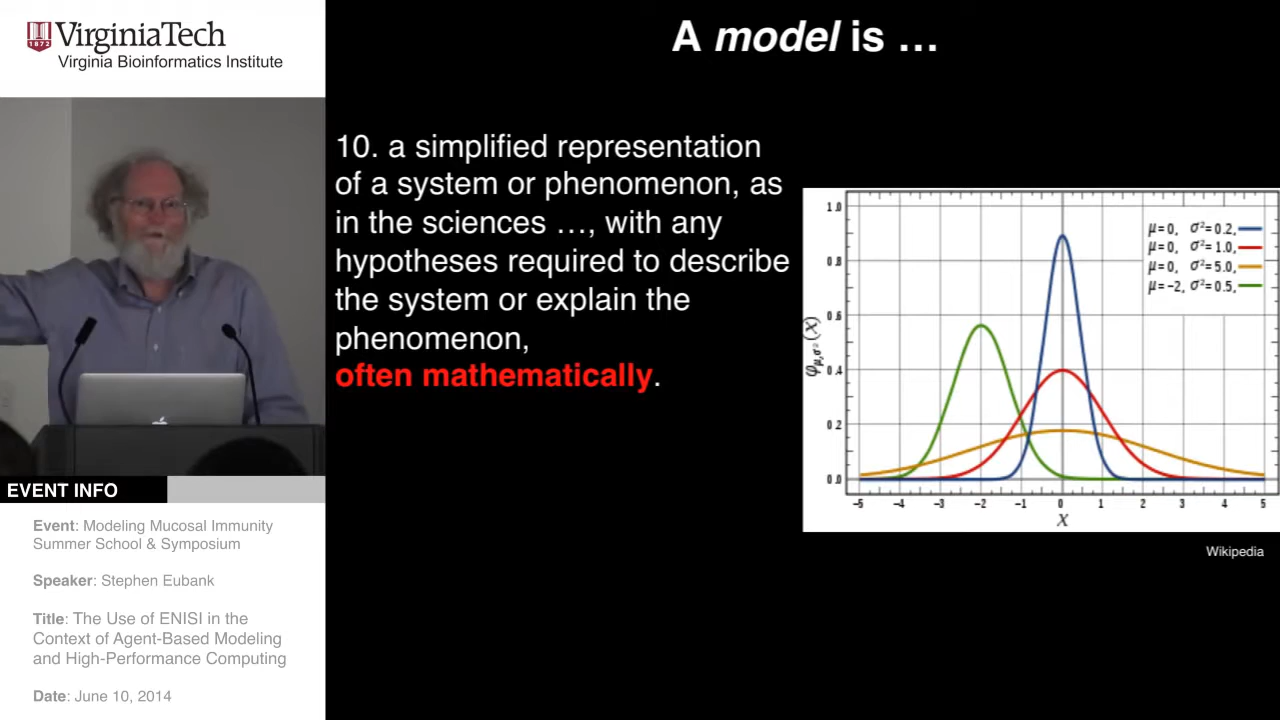 VirginiaTech
1872
Virginia Bioinformatics Institute
A model is …
10. a simplified representation
of a system or phenomenon, as
in the sciences …, with any
hypotheses required to describe
the system or explain the
phenomenon,
often mathematically.
μ=0, σ²=0.2,
μ=0, σ²=1.0,
μ=0, σ²=5.0,
μ=−2, σ²=0.5,
φμ,σ²(x)
1.0
0.8
0.6
0.4
0.2
0.0
−5 −4 −3 −2 −1 0 1 2 3 4 5
x
Wikipedia
EVENT INFO
Event: Modeling Mucosal Immunity
Summer School & Symposium
Speaker: Stephen Eubank
Title: The Use of ENISI in the
Context of Agent-Based Modeling
and High-Performance Computing
Date: June 10, 2014